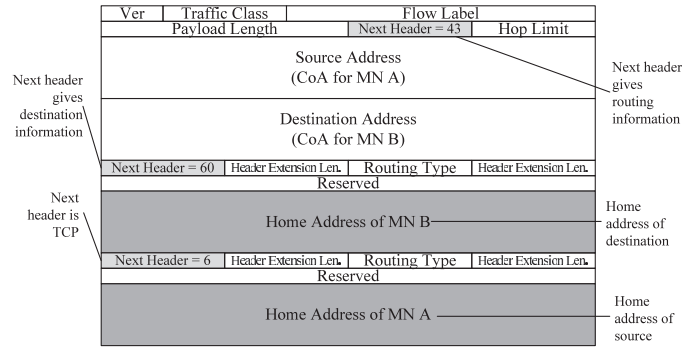 Ver Traffic Class Flow Label
Payload Length Next Header = 43 Hop Limit
Source Address
(CoA for MN A)
Next header
gives
routing
information
Next header
gives
destination
information
Destination Address
(CoA for MN B)
Next Header = 60 Header Extension Len. Routing Type Header Extension Len.
Reserved
Next
header is
TCP
Home Address of MN B
Home
address of
destination
Next Header = 6 Header Extension Len. Routing Type Header Extension Len.
Reserved
Home Address of MN A
Home
address of
source